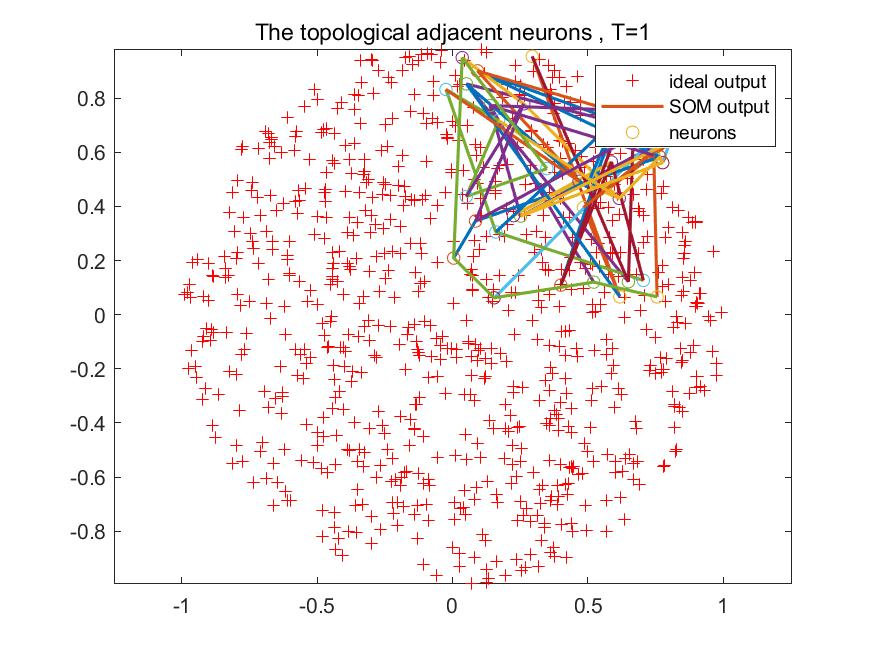 The topological adjacent neurons , T=1
ideal output
SOM output
neurons
0.8
0.6
0.4
0.2
0
-0.2
-0.4
-0.6
-0.8
-1 -0.5 0 0.5 1